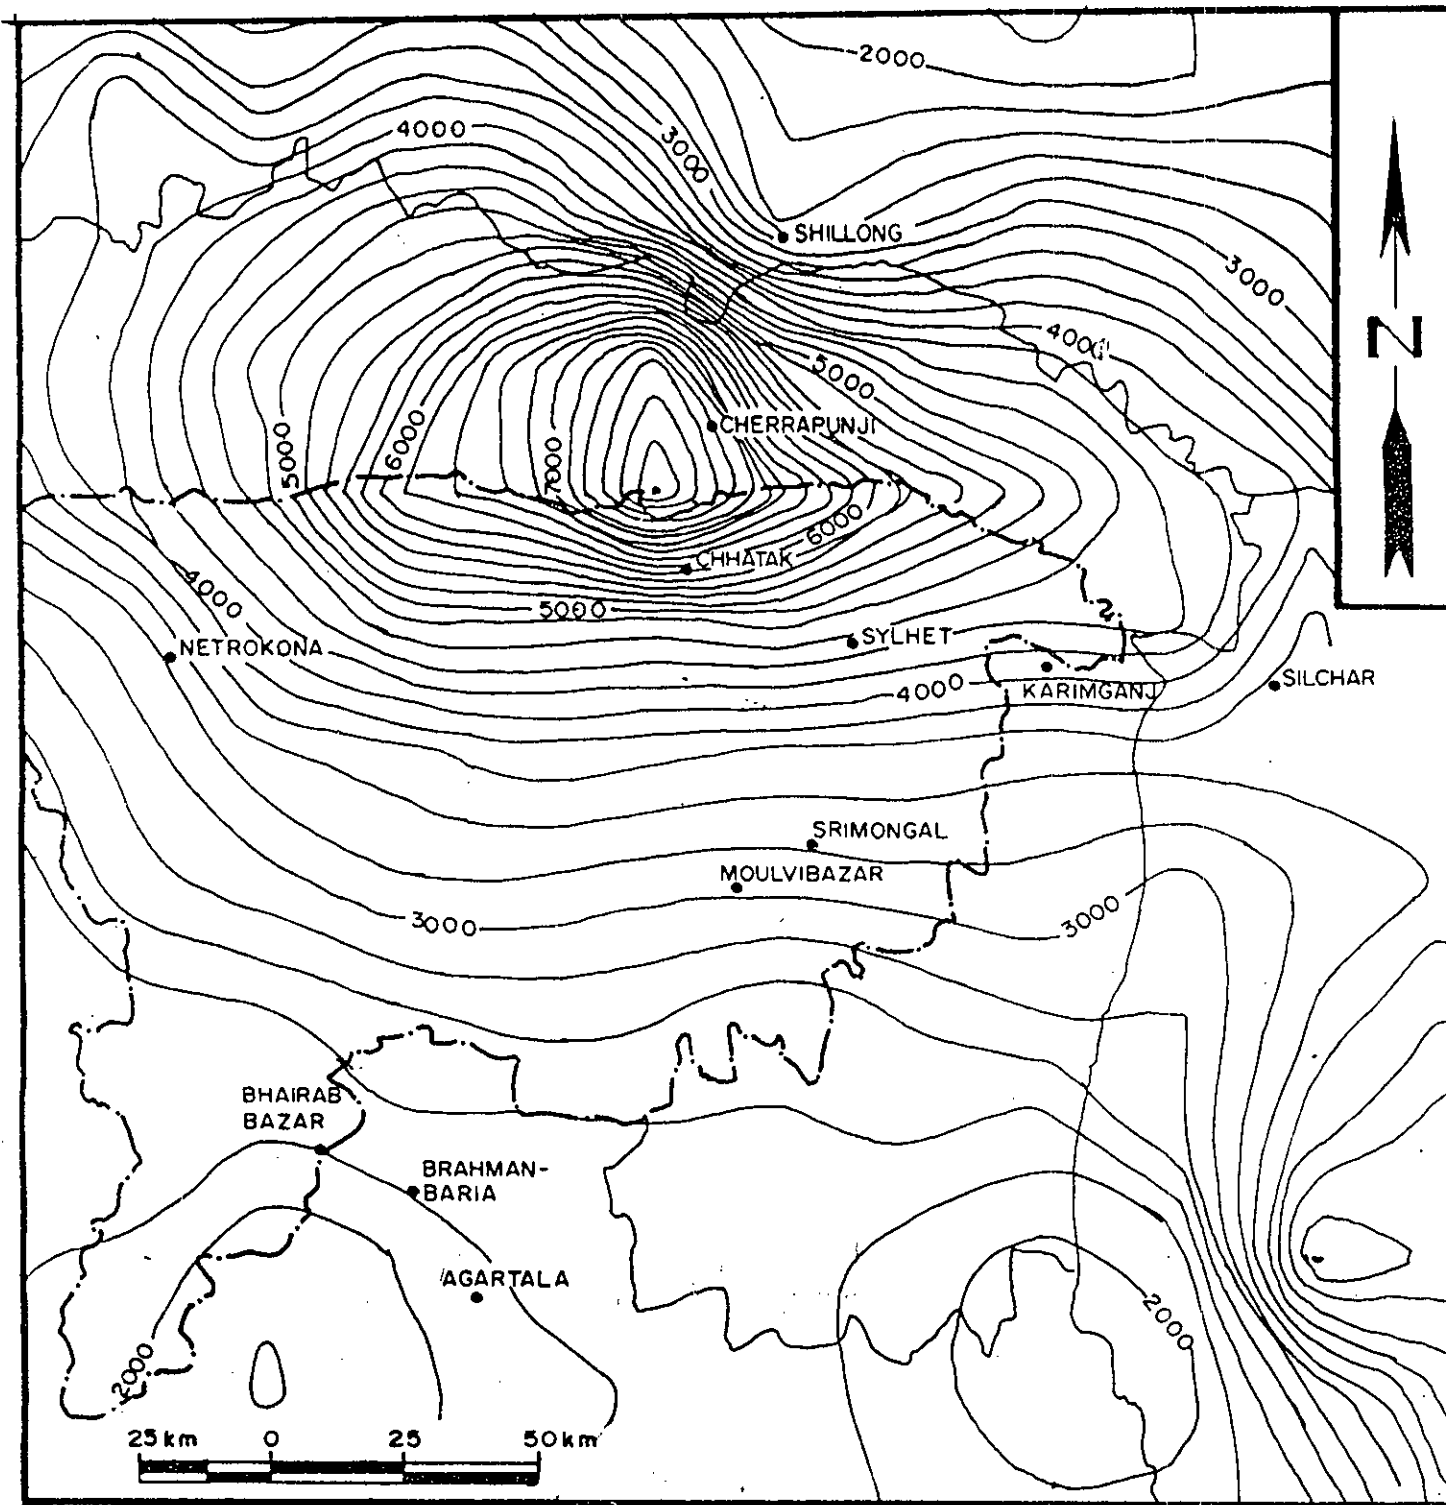 2000
4000
3000
SHILLONG
3000
N
4000
5000
CHERRAPUNJI
5000
6000
7000
6000
CHHATAK
4000
5000
NETROKONA
SYLHET
4000
KARIMGANJ
SILCHAR
SRIMONGAL
MOULVIBAZAR
3000
3000
BHAIRAB
BAZAR
BRAHMAN-
BARIA
AGARTALA
2000
2000
25 km 0 25 50 km